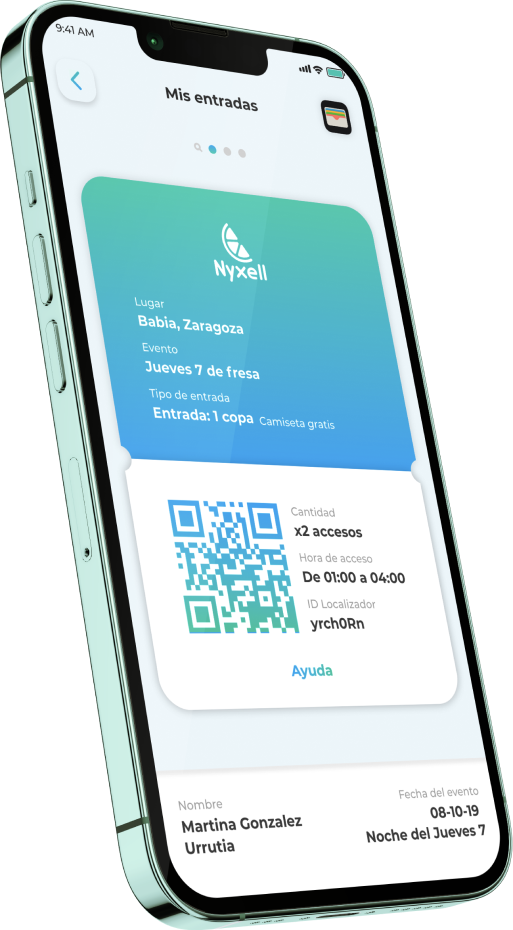 9:41 AM
Mis entradas
Nyxell
Lugar
Babia, Zaragoza
Evento
Jueves 7 de fresa
Tipo de entrada
Entrada: 1 copa Camiseta gratis
Cantidad
x2 accesos
Hora de acceso
De 01:00 a 04:00
ID Localizador
yrch0Rn
Ayuda
Nombre
Martina Gonzalez
Urrutia
Fecha del evento
08-10-19
Noche del Jueves 7